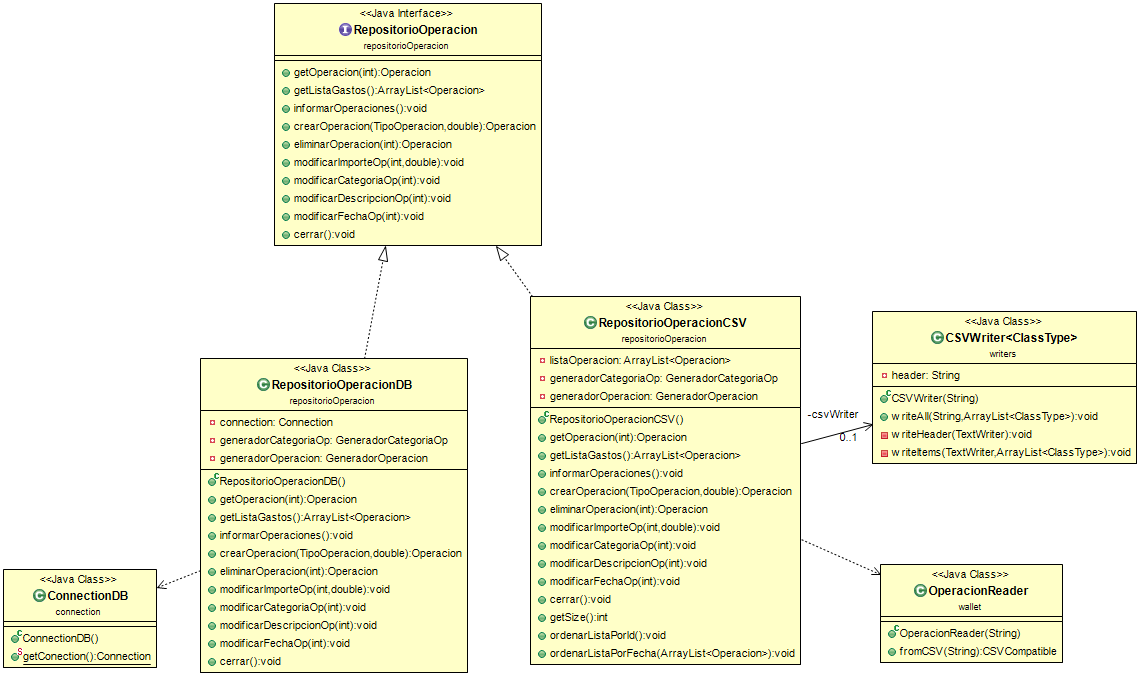 <<Java Interface>>
RepositorioOperacion
repositorioOperacion
getOperacion(int):Operacion
getListaGastos():ArrayList<Operacion>
informarOperaciones():void
crearOperacion(TipoOperacion,double):Operacion
eliminarOperacion(int):Operacion
modificarImporteOp(int,double):void
modificarCategoriaOp(int):void
modificarDescripcionOp(int):void
modificarFechaOp(int):void
cerrar():void
<<Java Class>>
RepositorioOperacionCSV
repositorioOperacion
listaOperacion: ArrayList<Operacion>
generadorCategoriaOp: GeneradorCategoriaOp
generadorOperacion: GeneradorOperacion
RepositorioOperacionCSV()
getOperacion(int):Operacion
getListaGastos():ArrayList<Operacion>
informarOperaciones():void
crearOperacion(TipoOperacion,double):Operacion
eliminarOperacion(int):Operacion
modificarImporteOp(int,double):void
modificarCategoriaOp(int):void
modificarDescripcionOp(int):void
modificarFechaOp(int):void
cerrar():void
getSize():int
ordenarListaPorId():void
ordenarListaPorFecha(ArrayList<Operacion>):void
-csvWriter
0..1
<<Java Class>>
CSVWriter<ClassType>
writers
header: String
CSVWriter(String)
writeAll(String,ArrayList<ClassType>):void
writeHeader(TextWriter):void
writeItems(TextWriter,ArrayList<ClassType>):void
<<Java Class>>
RepositorioOperacionDB
repositorioOperacion
connection: Connection
generadorCategoriaOp: GeneradorCategoriaOp
generadorOperacion: GeneradorOperacion
RepositorioOperacionDB()
getOperacion(int):Operacion
getListaGastos():ArrayList<Operacion>
informarOperaciones():void
crearOperacion(TipoOperacion,double):Operacion
eliminarOperacion(int):Operacion
modificarImporteOp(int,double):void
modificarCategoriaOp(int):void
modificarDescripcionOp(int):void
modificarFechaOp(int):void
cerrar():void
<<Java Class>>
ConnectionDB
connection
ConnectionDB()
getConection():Connection
<<Java Class>>
OperacionReader
wallet
OperacionReader(String)
fromCSV(String):CSVCompatible